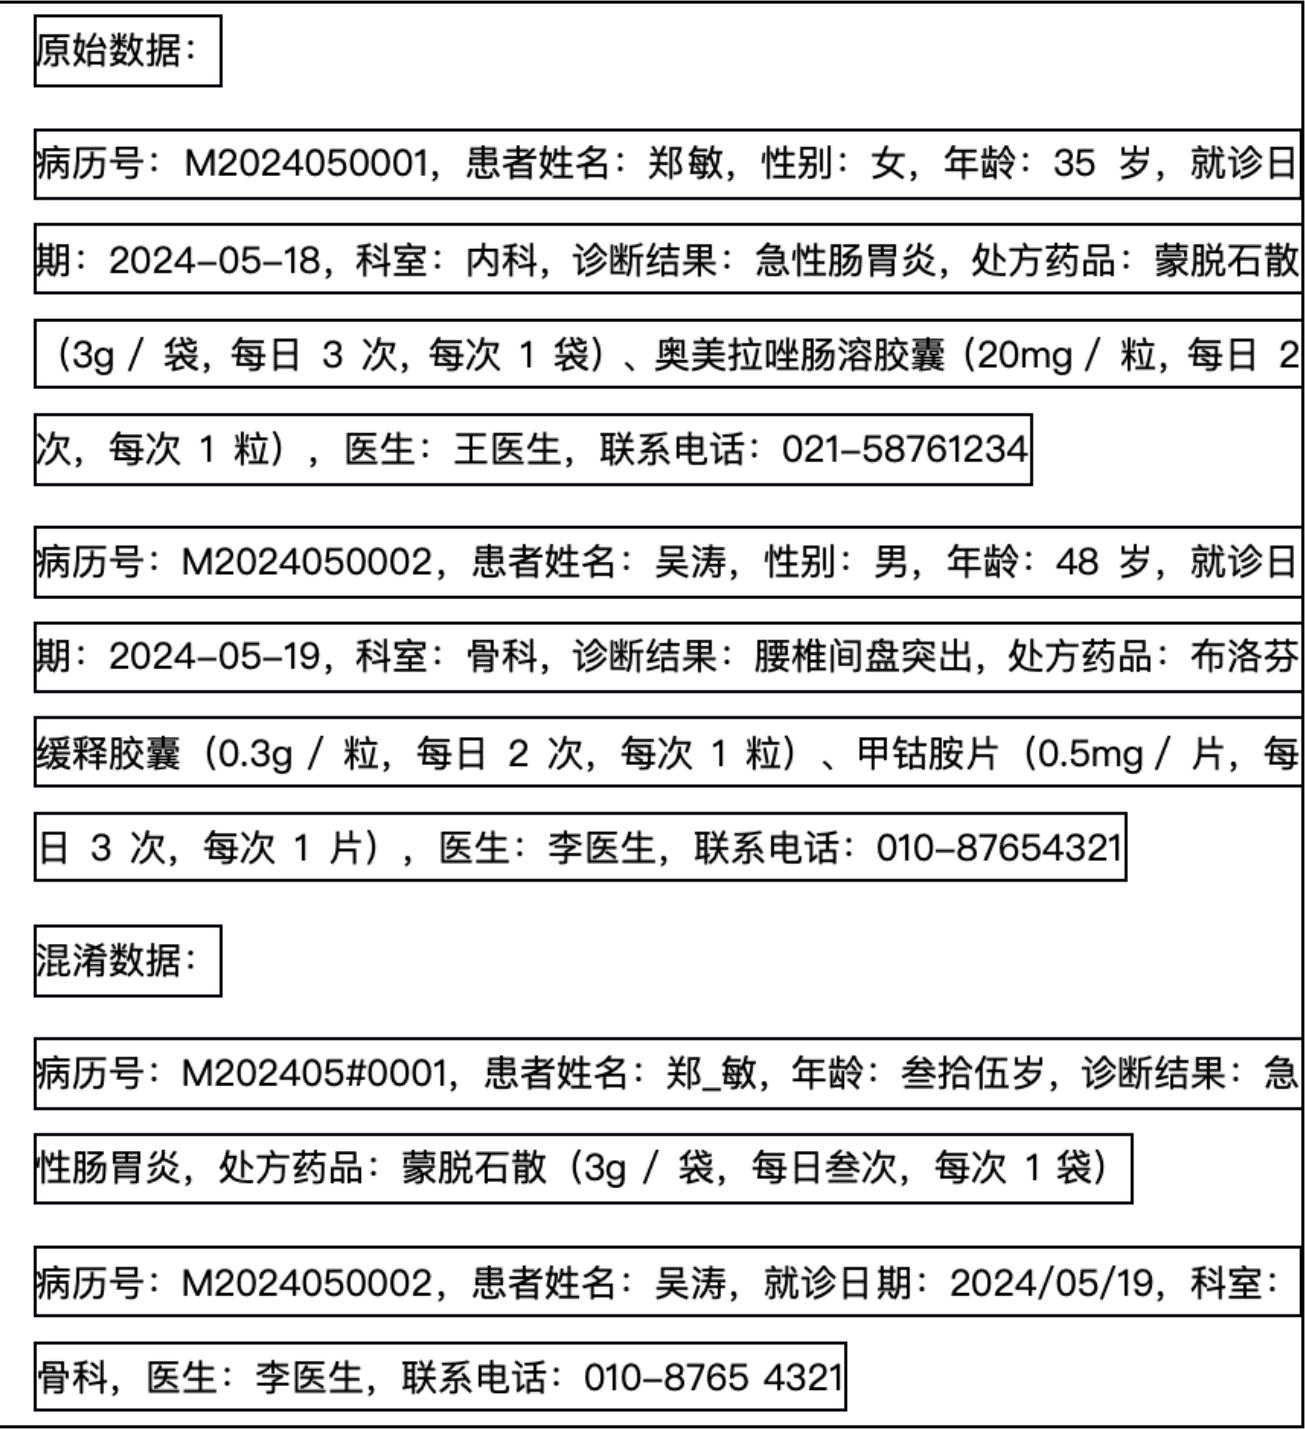 原始数据：
病历号：M2024050001，患者姓名：郑敏，性别：女，年龄：35 岁，就诊日
期：2024-05-18，科室：内科，诊断结果：急性肠胃炎，处方药品：蒙脱石散
（3g / 袋，每日 3 次，每次 1 袋）、奥美拉唑肠溶胶囊（20mg / 粒，每日 2
次，每次 1 粒），医生：王医生，联系电话：021-58761234
病历号：M2024050002，患者姓名：吴涛，性别：男，年龄：48 岁，就诊日
期：2024-05-19，科室：骨科，诊断结果：腰椎间盘突出，处方药品：布洛芬
缓释胶囊（0.3g / 粒，每日 2 次，每次 1 粒）、甲钴胺片（0.5mg / 片，每
日 3 次，每次 1 片），医生：李医生，联系电话：010-87654321
混淆数据：
病历号：M202405#0001，患者姓名：郑_敏，年龄：叁拾伍岁，诊断结果：急
性肠胃炎，处方药品：蒙脱石散（3g / 袋，每日叁次，每次 1 袋）
病历号：M2024050002，患者姓名：吴涛，就诊日期：2024/05/19，科室：
骨科，医生：李医生，联系电话：010-8765 4321